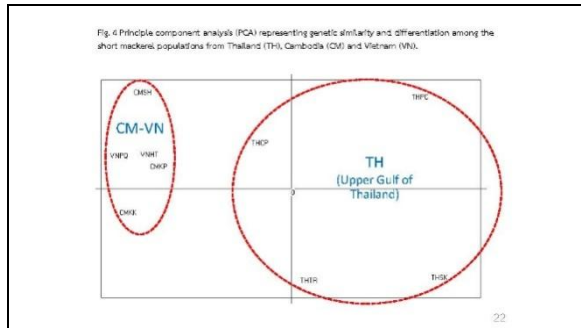 Fig. 4 Principle component analysis (PCA) representing genetic similarity and differentiation among the
short mackerel populations from Thailand (TH), Cambodia (CM) and Vietnam (VN).
CMSH
THPC
CM-VN
THCP
VNPQ
VNHT
CMKP
TH
(Upper Gulf of
Thailand)
0
CMKK
THTR
THSK
22